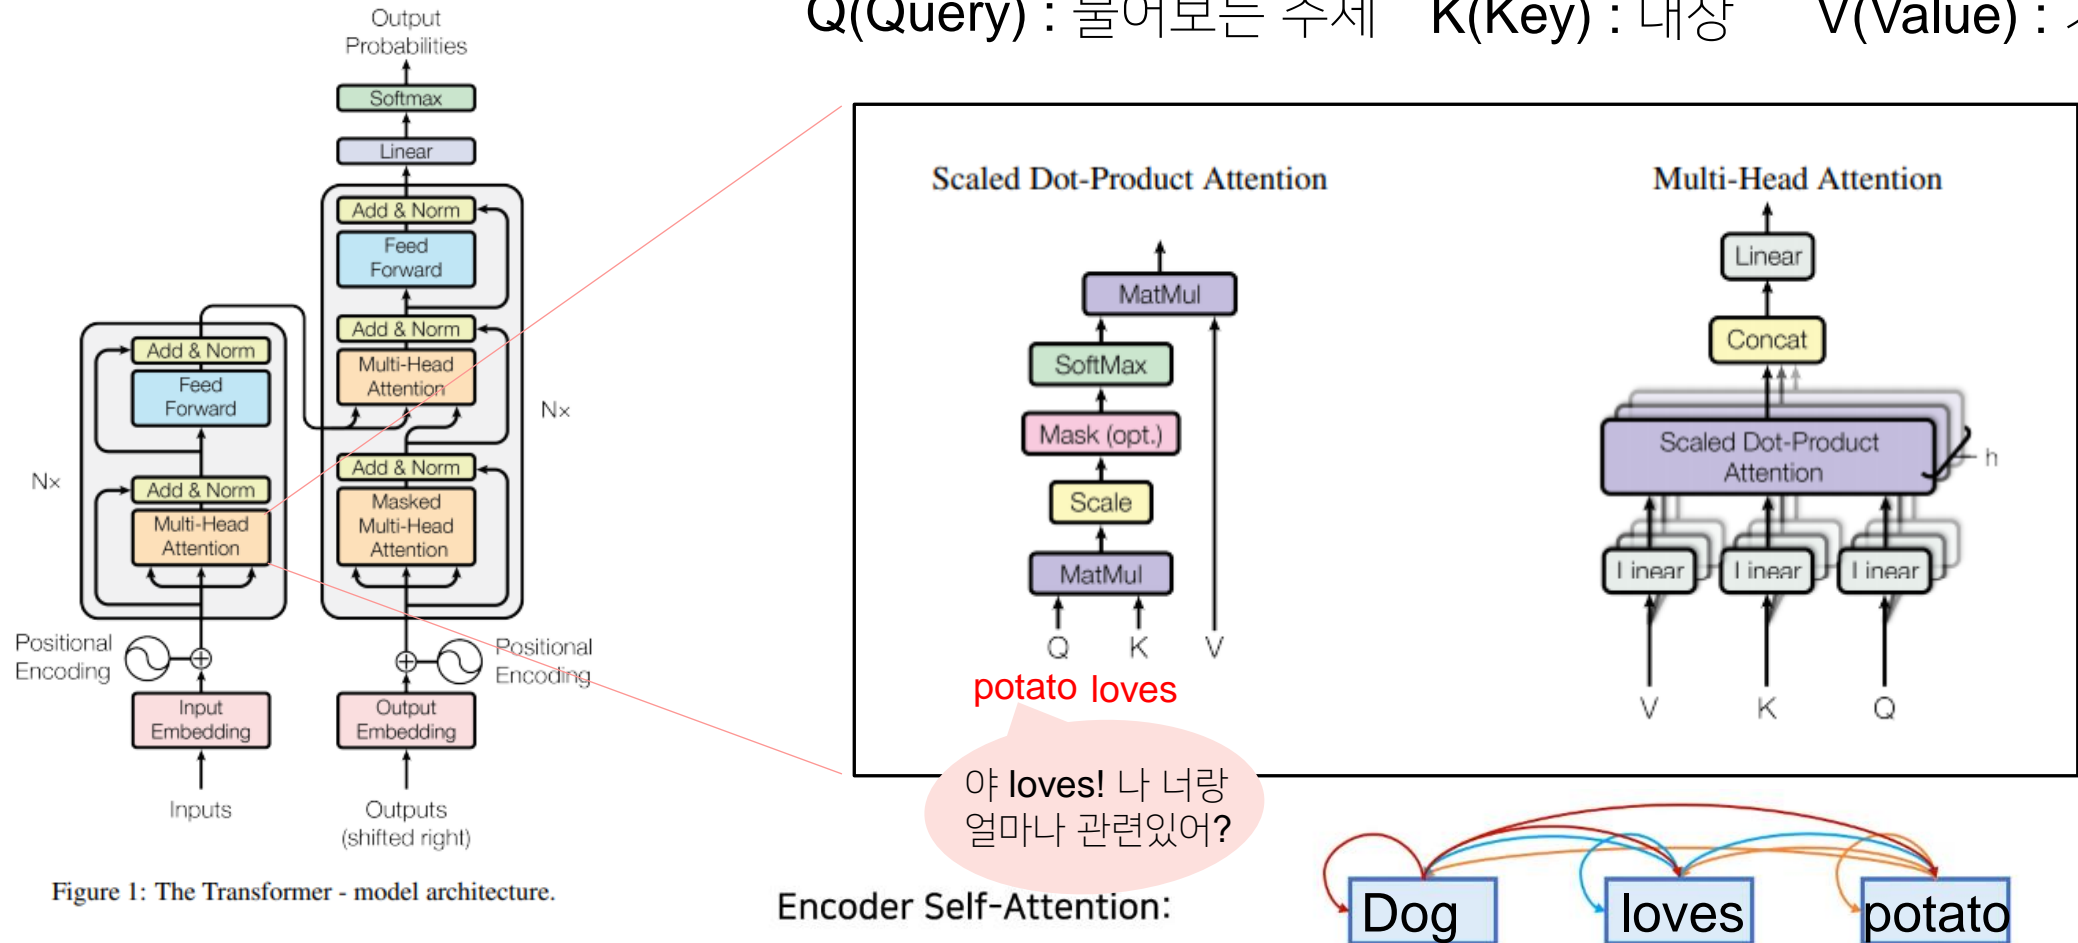 Q(Query) : 물어보는 주체 K(Key) : 대상 V(Value) :
Output
Probabilities
Softmax
Linear
Add & Norm
Feed
Forward
Add & Norm
Multi-Head
Attention
Nx
Add & Norm
Masked
Multi-Head
Attention
Add & Norm
Feed
Forward
Nx
Add & Norm
Multi-Head
Attention
Positional
Encoding
Positional
Encoding
Input
Embedding
Output
Embedding
Inputs
Outputs
(shifted right)
Figure 1: The Transformer - model architecture.
Scaled Dot-Product Attention
MatMul
SoftMax
Mask (opt.)
Scale
MatMul
Q K V
potato loves
야 loves! 나 너랑
얼마나 관련있어?
Multi-Head Attention
Linear
Concat
Scaled Dot-Product
Attention
h
Linear Linear Linear
V K Q
Encoder Self-Attention:
Dog loves potato